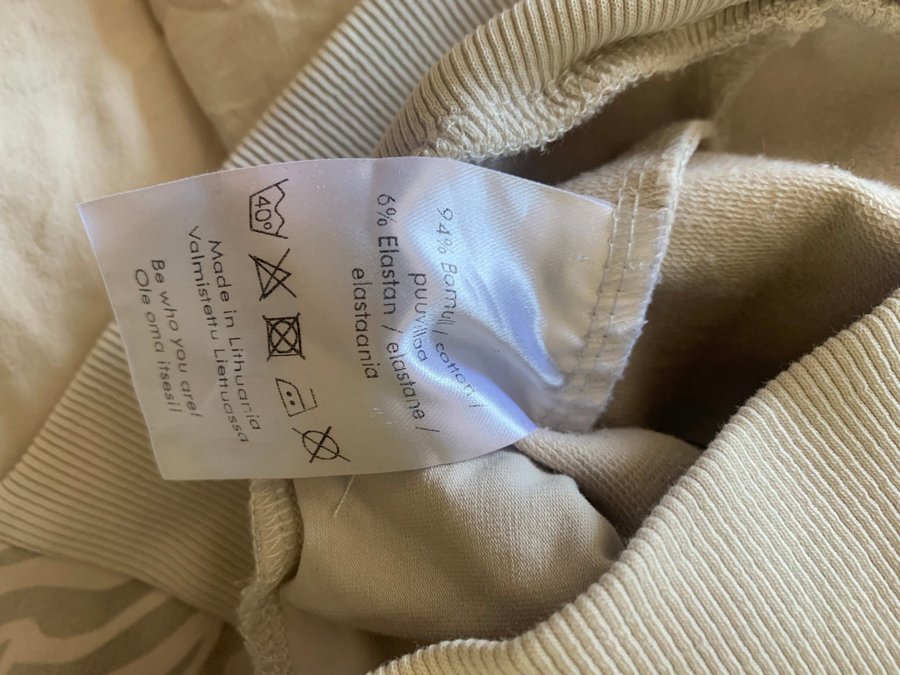 94% Bomull / cotton /
puuvillaa
6% Elastan / elastane /
elastaania
40°
Made in Lithuania
Valmistettu Liettuassa
Be who you are!
Ole oma itsesi!